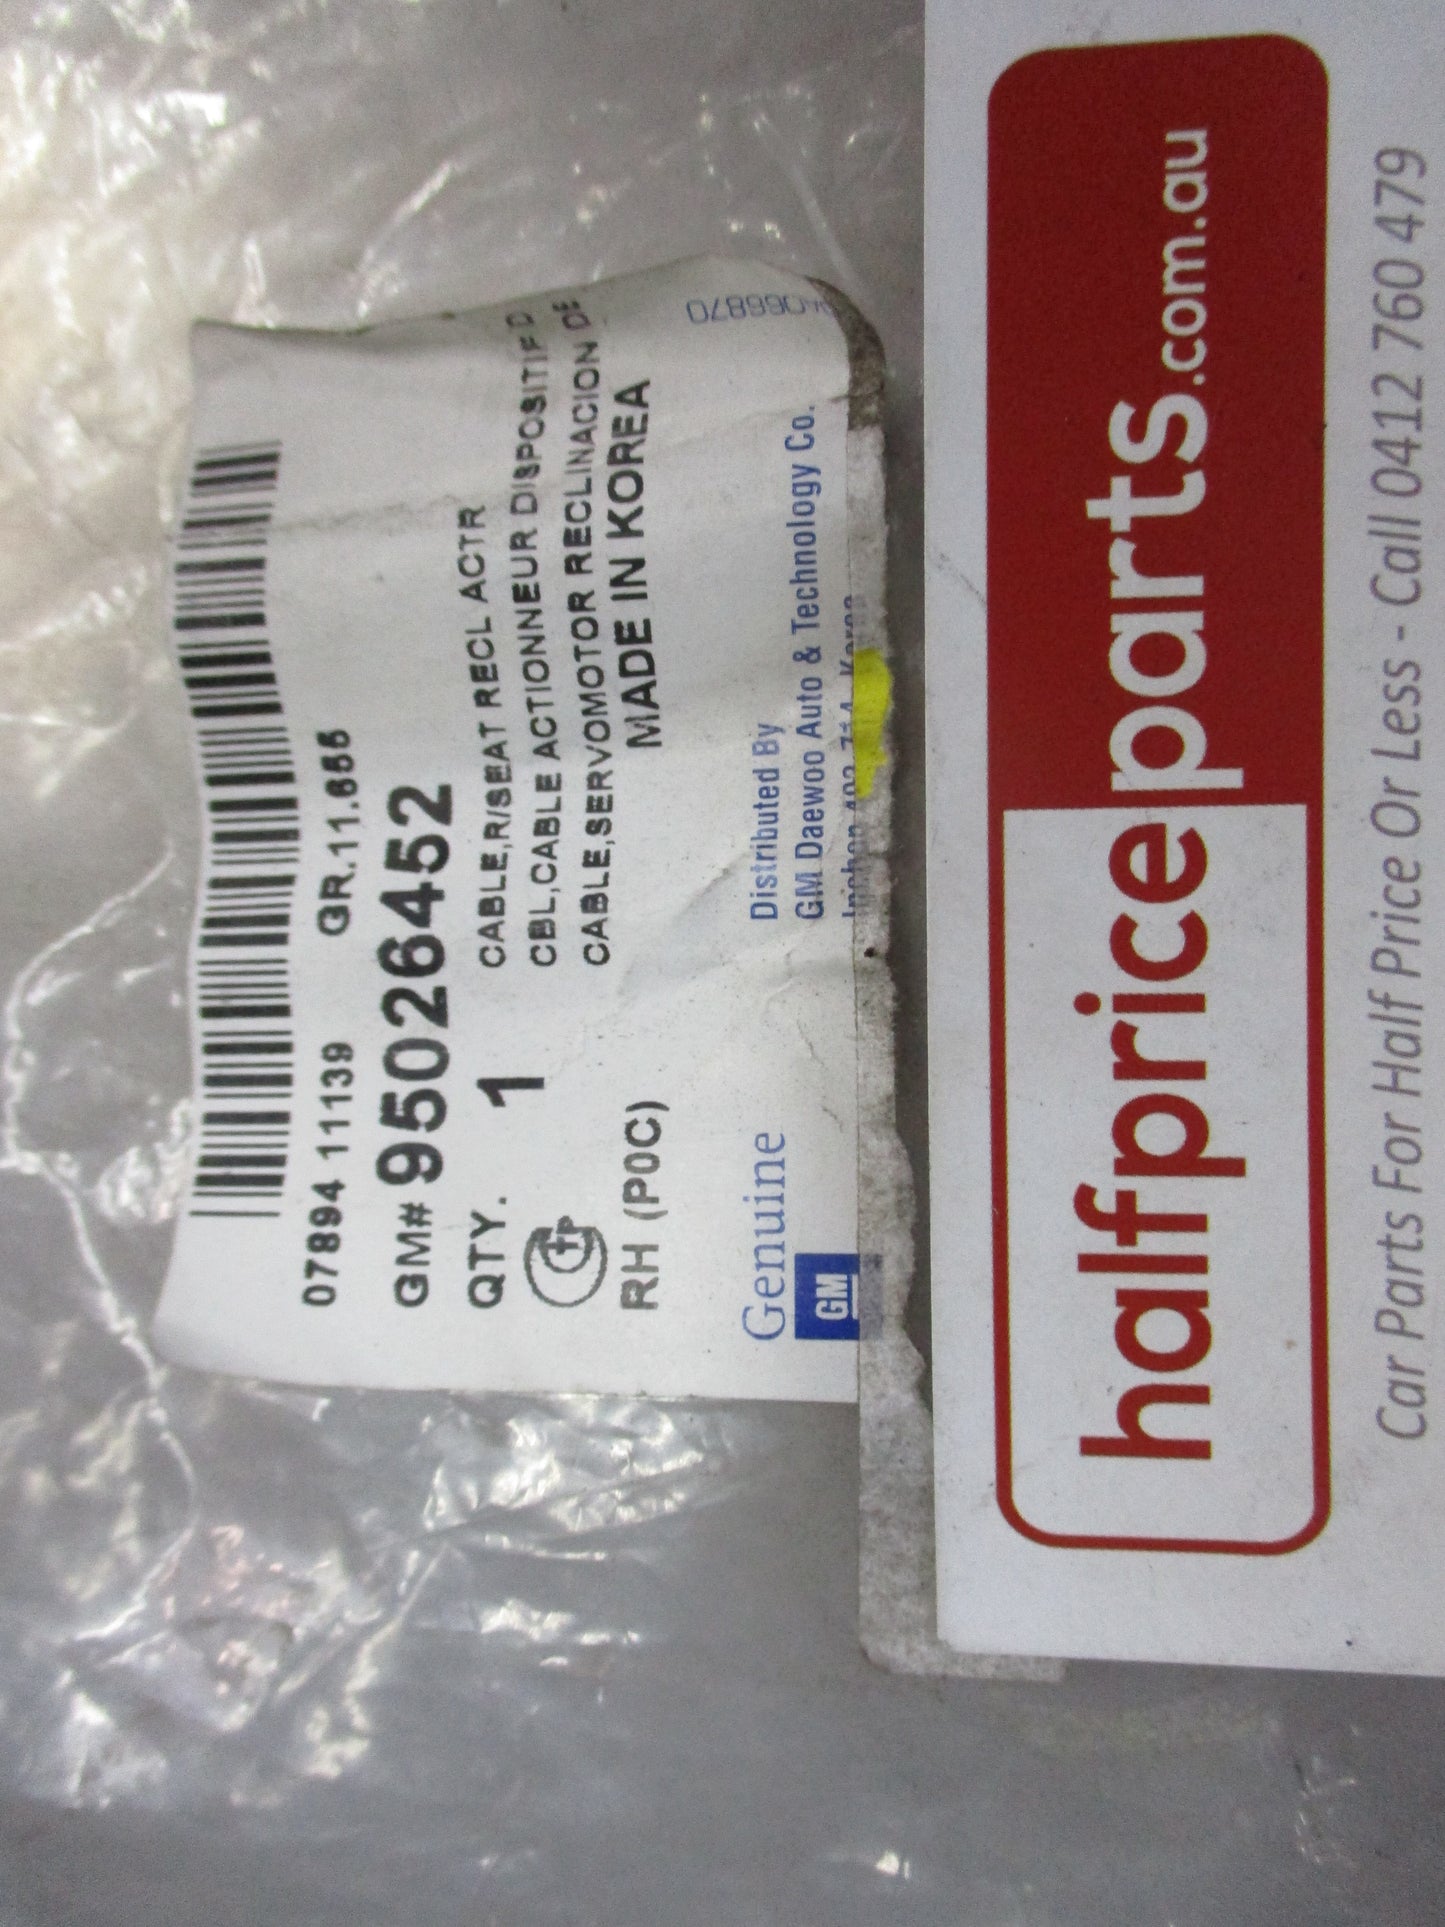 07894 11139 GR.11.655
GM# 95026452
QTY. 1
CABLE,R/SEAT RECL ACTR
CBL,CABLE ACTIONNEUR DISPOSITIF D
CABLE,SERVOMOTOR RECLINACION DE
RH (P0C)
MADE IN KOREA
Genuine
GM
Distributed By
GM Daewoo Auto & Technology Co.
halfpriceparts.com.au
Car Parts For Half Price Or Less - Call 0412 760 479